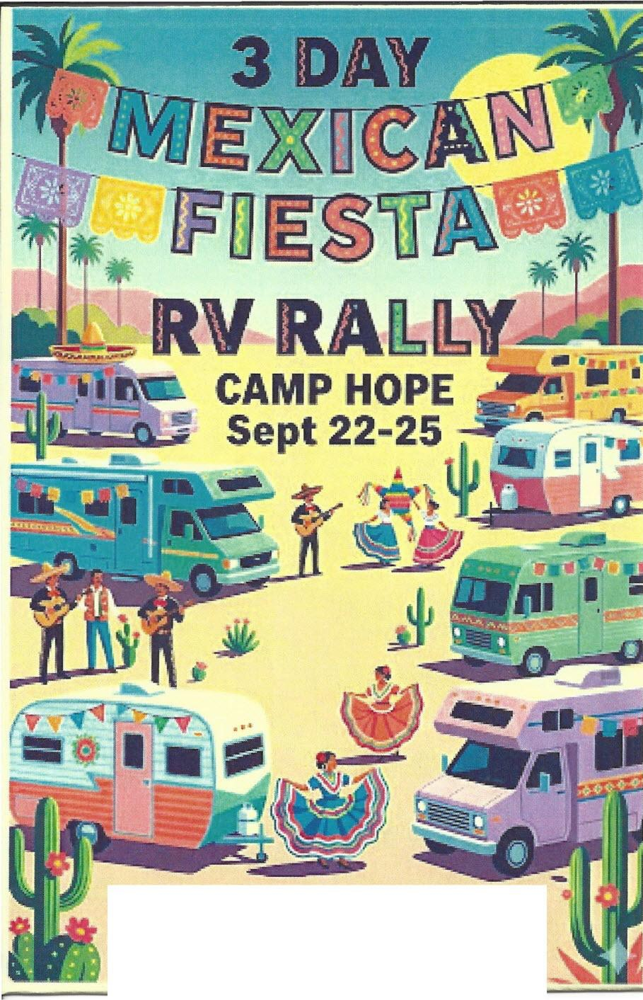 3 DAY
MEXICAN
FIESTA
RV RALLY
CAMP HOPE
Sept 22-25